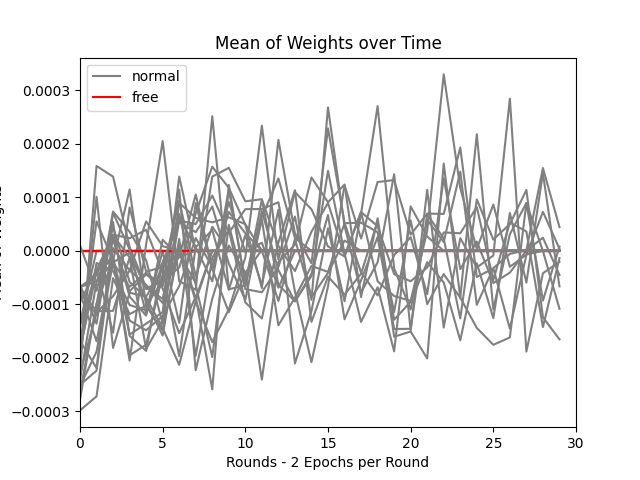 Mean of Weights over Time
normal
free
0.0003
0.0002
0.0001
0.0000
−0.0001
−0.0002
−0.0003
0 5 10 15 20 25 30
Rounds - 2 Epochs per Round